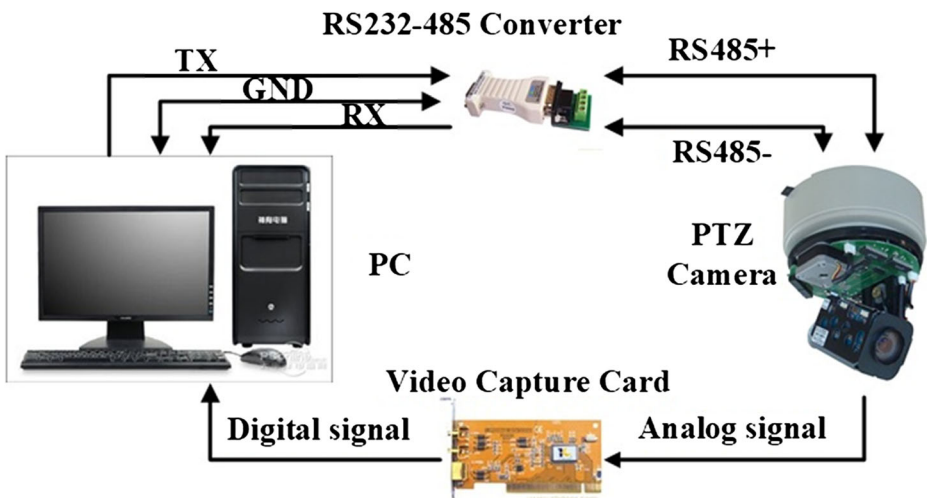 RS232-485 Converter
TX
RS485+
GND
RX
RS485-
PTZ
Camera
PC
Video Capture Card
Digital signal
Analog signal